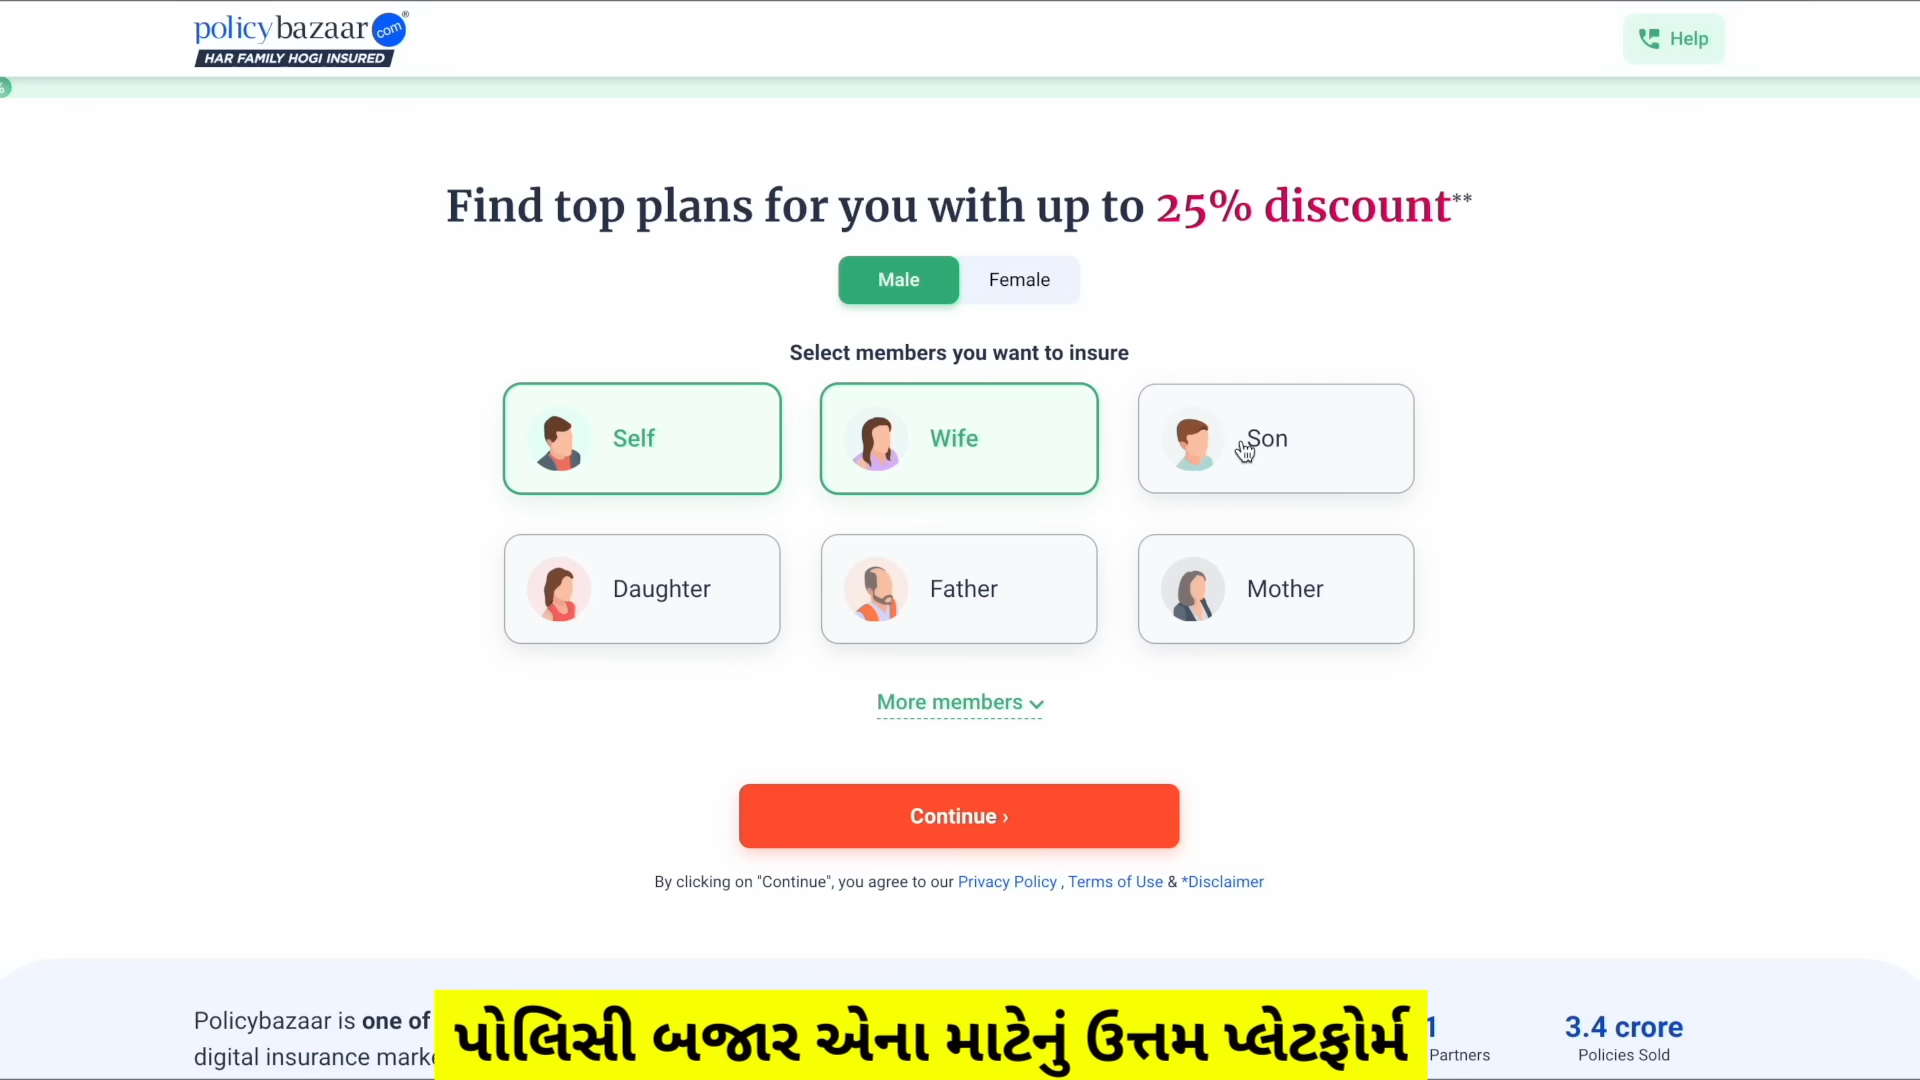 policybazaar com®
HAR FAMILY HOGI INSURED
Help
%
Find top plans for you with up to 25% discount**
Male
Female
Select members you want to insure
Self
Wife
Son
Daughter
Father
Mother
More members
Continue ›
By clicking on "Continue", you agree to our Privacy Policy , Terms of Use & *Disclaimer
Policybazaar is one of
digital insurance marke
પોલિસી બજાર એના માટેનું ઉત્તમ પ્લેટફોર્મ
1
Partners
3.4 crore
Policies Sold